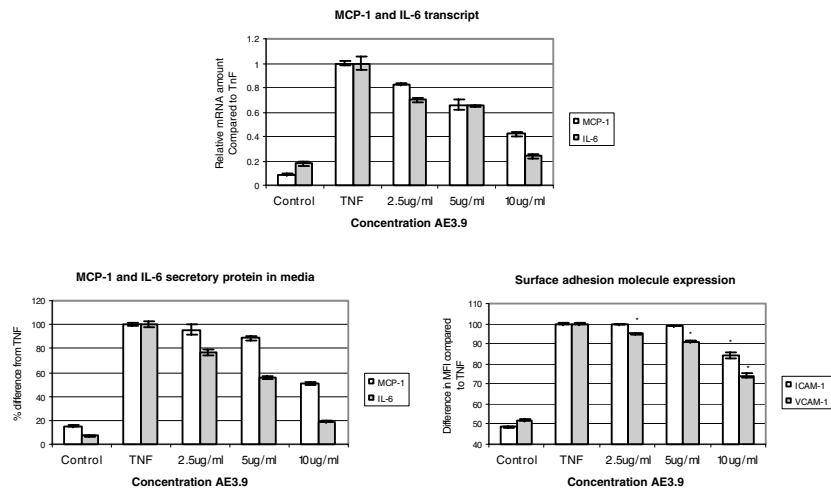 MCP-1 and IL-6 transcript
Relative mRNA amount
Compared to TnF
1.2
1
0.8
0.6
0.4
0.2
0
Control TNF 2.5ug/ml 5ug/ml 10ug/ml
Concentration AE3.9
MCP-1
IL-6
MCP-1 and IL-6 secretory protein in media
% difference from TNF
120
100
80
60
40
20
0
Control TNF 2.5ug/ml 5ug/ml 10ug/ml
Concentration AE3.9
MCP-1
IL-6
Surface adhesion molecule expression
Difference in MFI compared
to TNF
110
100
90
80
70
60
50
40
* * * *
Control TNF 2.5ug/ml 5ug/ml 10ug/ml
Concentration AE3.9
ICAM-1
VCAM-1